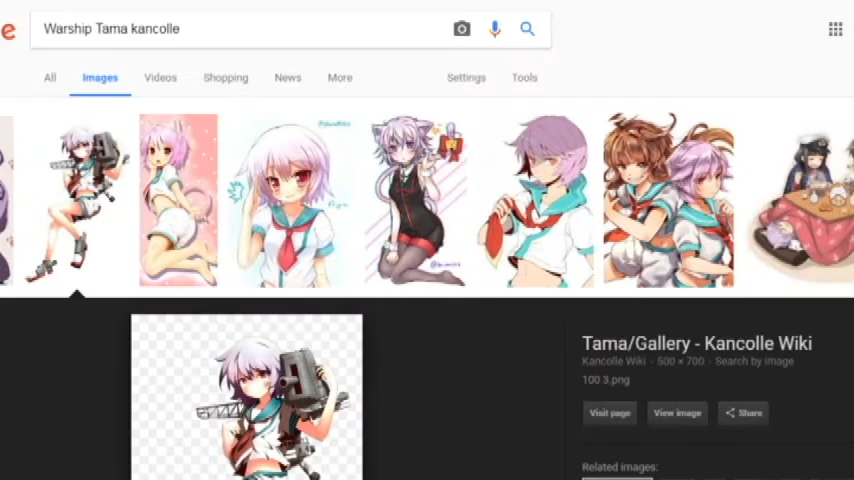 e
Warship Tama kancolle
All Images Videos Shopping News More Settings Tools
Tama/Gallery - Kancolle Wiki
Kancolle Wiki - 500 × 700 - Search by image
100 3.png
Visit page View image Share
Related images: